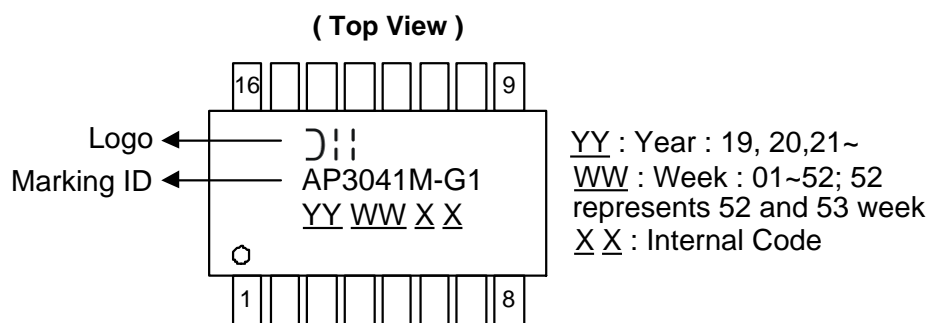 ( Top View )
16 9
Logo
Marking ID
AP3041M-G1
YY WW X X
1 8
YY : Year : 19, 20,21~
WW : Week : 01~52; 52
represents 52 and 53 week
X X : Internal Code